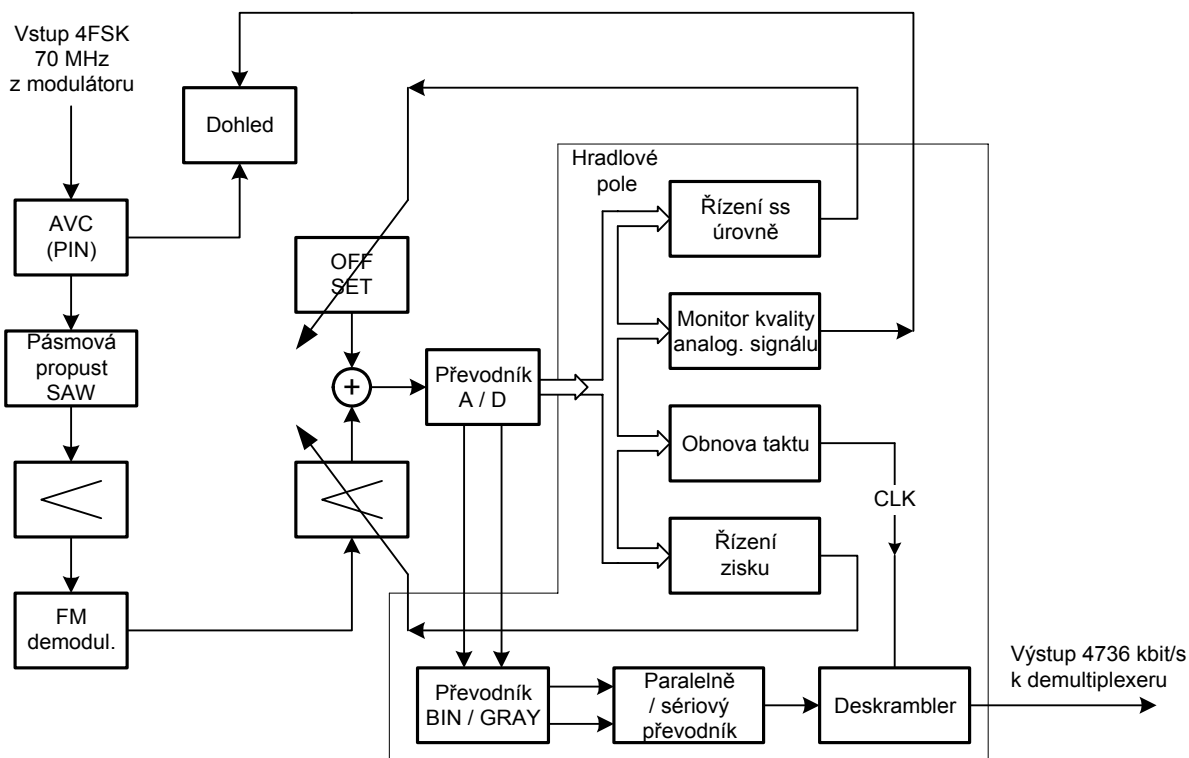 Vstup 4FSK
70 MHz
z modulátoru
Dohled
Hradlové
pole
AVC
(PIN)
Řízení ss
úrovně
OFF
SET
Monitor kvality
analog. signálu
Pásmová
propust
SAW
+
Převodník
A / D
Obnova taktu
CLK
Řízení
zisku
FM
demodul.
Převodník
BIN / GRAY
Paralelně
/ sériový
převodník
Deskrambler
Výstup 4736 kbit/s
k demultiplexeru